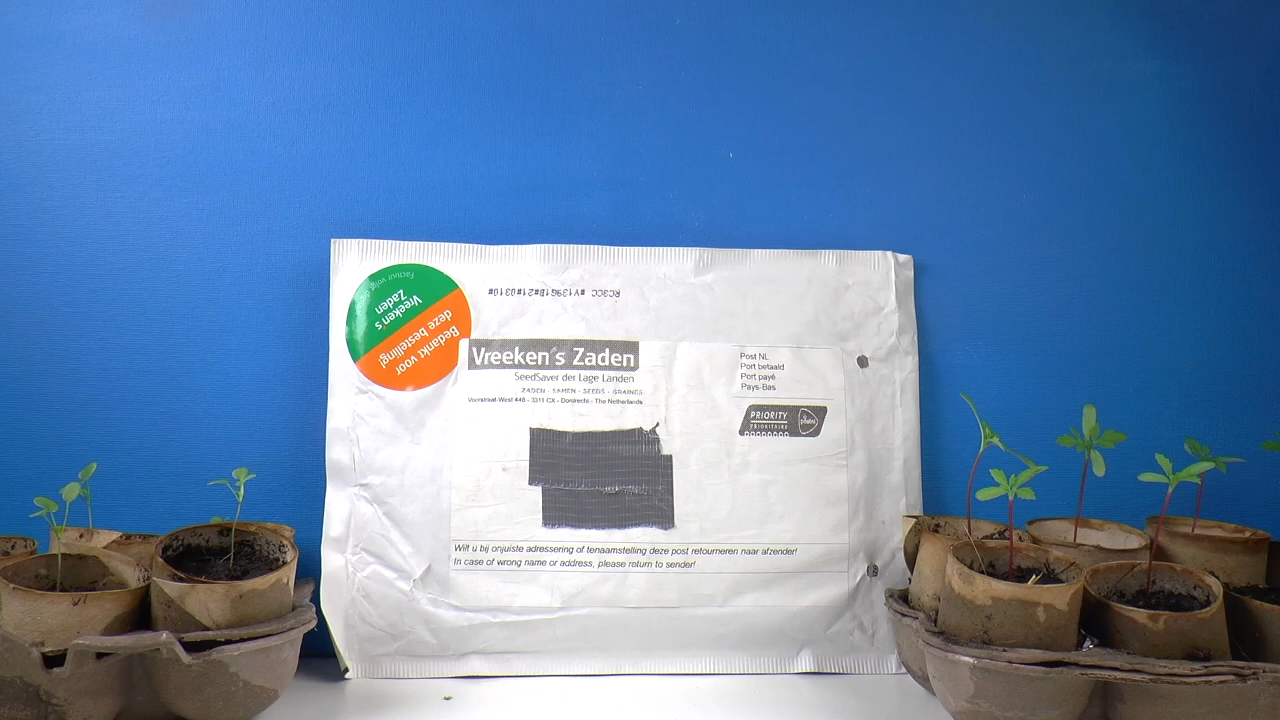 Factuur volgt
Vreeken's
Zaden
Bedankt voor
deze bestelling!
RC3CC #Y139G1B#12#0310#
Vreeken's Zaden
SeedSaver der Lage Landen
ZADEN - SAMEN - SEEDS - GRAINES
Voorstraat-West 448 - 3311 CX - Dordrecht - The Netherlands
Post NL
Port betaald
Port payé
Pays-Bas
PRIORITY
PRIORITAIRE
postnl
Wilt u bij onjuiste adressering of tenaamstelling deze post retourneren naar afzender!
In case of wrong name or address, please return to sender!